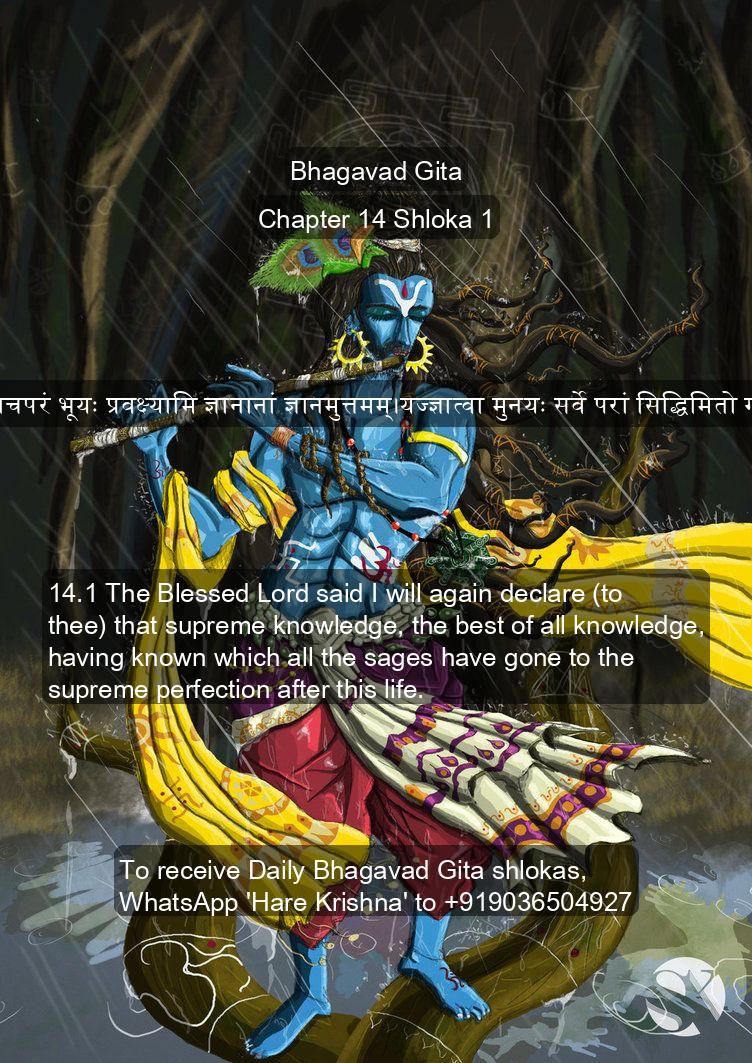 Bhagavad Gita
Chapter 14 Shloka 1
भूयः प्रवक्ष्यामि ज्ञानानां ज्ञानमुत्तमम्।यज्ज्ञात्वा मुनयः सर्वे परां सिद्धिमितो
14.1 The Blessed Lord said I will again declare (to
thee) that supreme knowledge, the best of all knowledge,
having known which all the sages have gone to the
supreme perfection after this life.
To receive Daily Bhagavad Gita shlokas,
WhatsApp 'Hare Krishna' to +919036504927